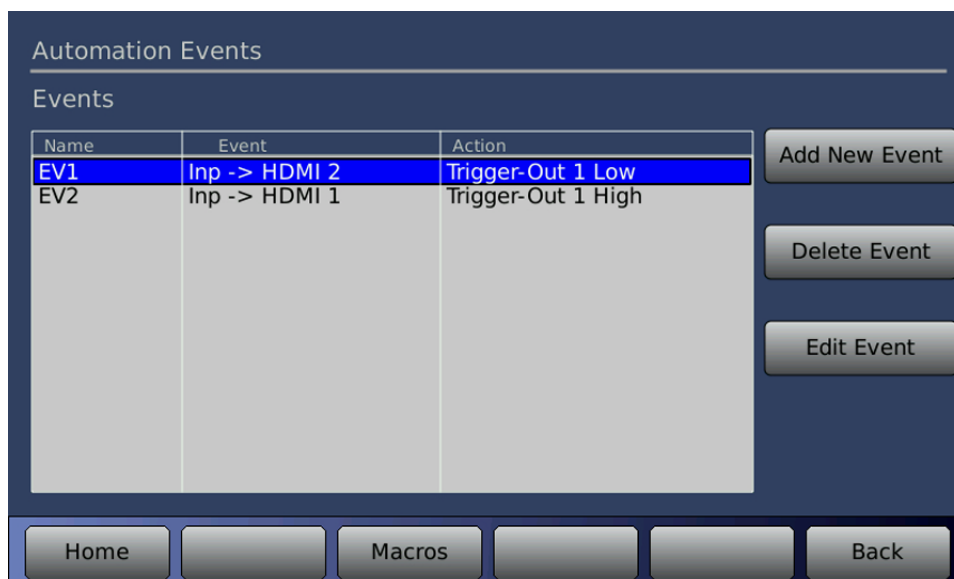 Automation Events
Events
Name Event Action
EV1 Inp -> HDMI 2 Trigger-Out 1 Low
EV2 Inp -> HDMI 1 Trigger-Out 1 High
Add New Event
Delete Event
Edit Event
Home Macros Back